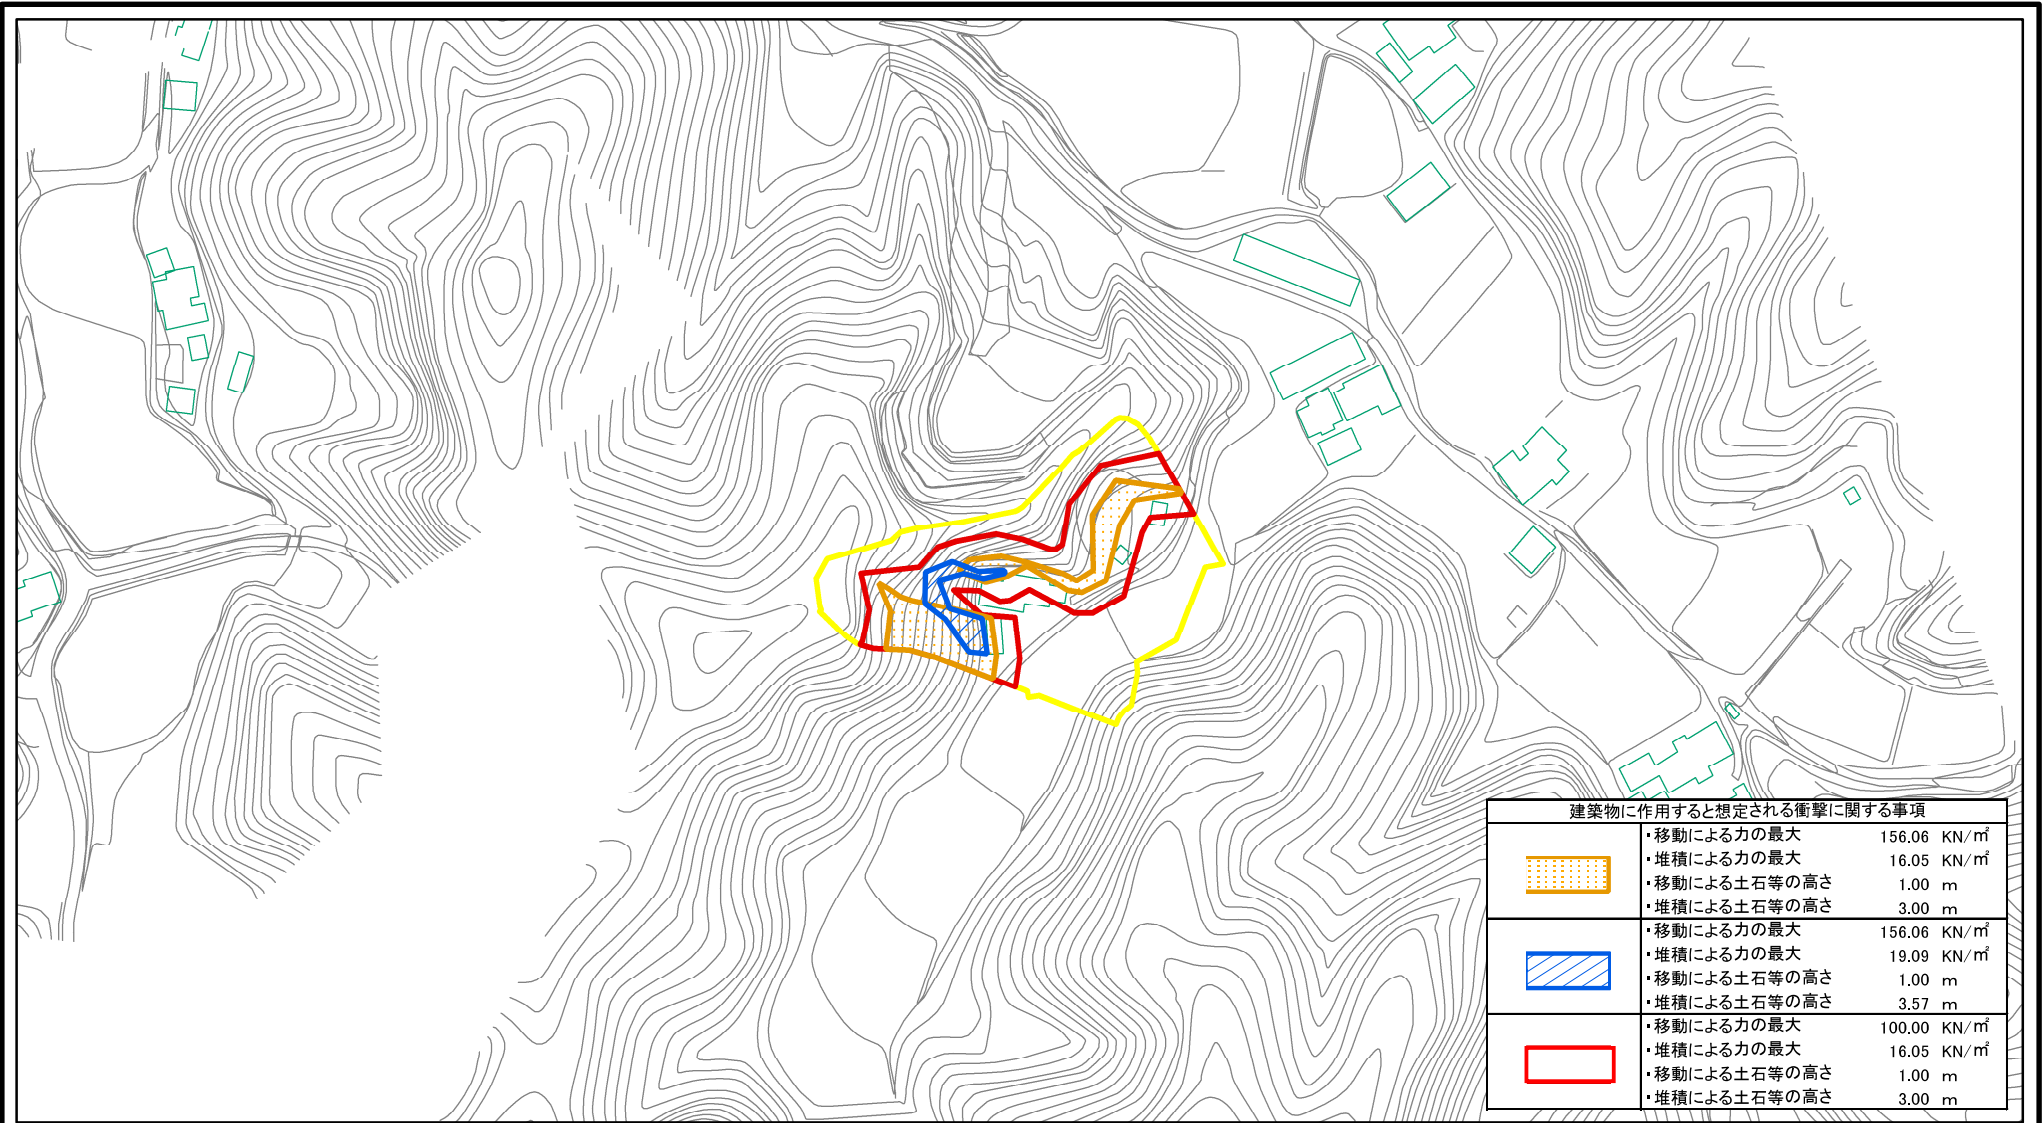 建築物に作用すると想定される衝撃に関する事項
・移動による力の最大 156.06 KN/㎡
・堆積による力の最大 16.05 KN/㎡
・移動による土石等の高さ 1.00 m
・堆積による土石等の高さ 3.00 m
・移動による力の最大 156.06 KN/㎡
・堆積による力の最大 19.09 KN/㎡
・移動による土石等の高さ 1.00 m
・堆積による土石等の高さ 3.57 m
・移動による力の最大 100.00 KN/㎡
・堆積による力の最大 16.05 KN/㎡
・移動による土石等の高さ 1.00 m
・堆積による土石等の高さ 3.00 m